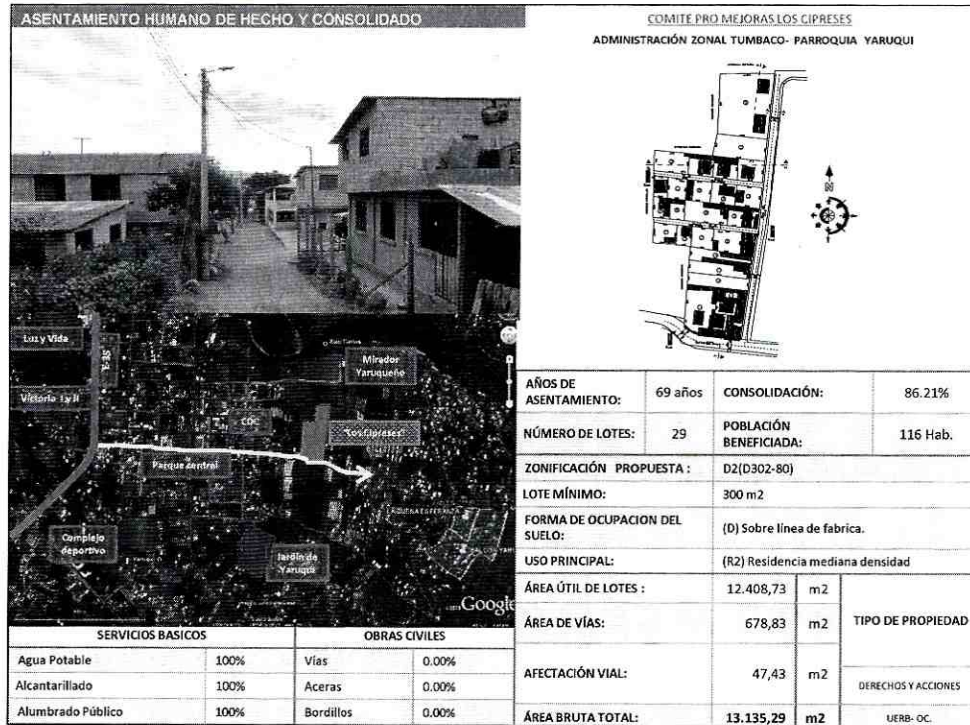 ASENTAMIENTO HUMANO DE HECHO Y CONSOLIDADO
COMITE PRO MEJORAS LOS CIPRESES
ADMINISTRACIÓN ZONAL TUMBACO- PARROQUIA YARUQUI
N
Luz y Vida
E-35
Victoria I y II
CDC
Mirador Yaruqueño
"Los Cipreses"
Parque central
Complejo deportivo
Jardín de Yaruquí
Google
AÑOS DE ASENTAMIENTO: 69 años CONSOLIDACIÓN: 86.21%
NÚMERO DE LOTES: 29 POBLACIÓN BENEFICIADA: 116 Hab.
ZONIFICACIÓN PROPUESTA : D2(D302-80)
LOTE MÍNIMO: 300 m2
FORMA DE OCUPACION DEL SUELO: (D) Sobre línea de fabrica.
USO PRINCIPAL: (R2) Residencia mediana densidad
ÁREA ÚTIL DE LOTES : 12.408,73 m2
ÁREA DE VÍAS: 678,83 m2
TIPO DE PROPIEDAD
AFECTACIÓN VIAL: 47,43 m2
DERECHOS Y ACCIONES
ÁREA BRUTA TOTAL: 13.135,29 m2
UERB- OC.
SERVICIOS BASICOS OBRAS CIVILES
Agua Potable 100% Vías 0.00%
Alcantarillado 100% Aceras 0.00%
Alumbrado Público 100% Bordillos 0.00%